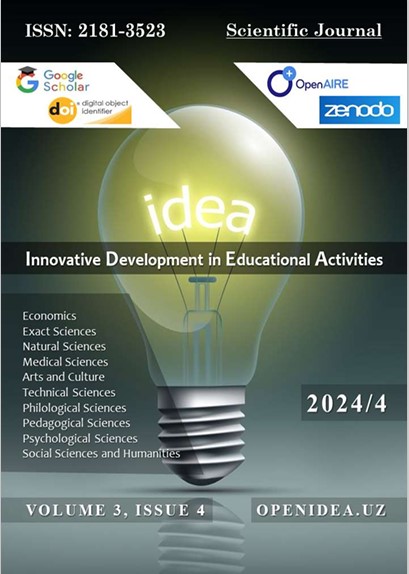 ISSN: 2181-3523
Scientific Journal
Google
Scholar
doi digital object
identifier
OpenAIRE
zenodo
idea
Innovative Development in Educational Activities
Economics
Exact Sciences
Natural Sciences
Medical Sciences
Arts and Culture
Technical Sciences
Philological Sciences
Pedagogical Sciences
Psychological Sciences
Social Sciences and Humanities
2024/4
VOLUME 3, ISSUE 4
OPENIDEA.UZ